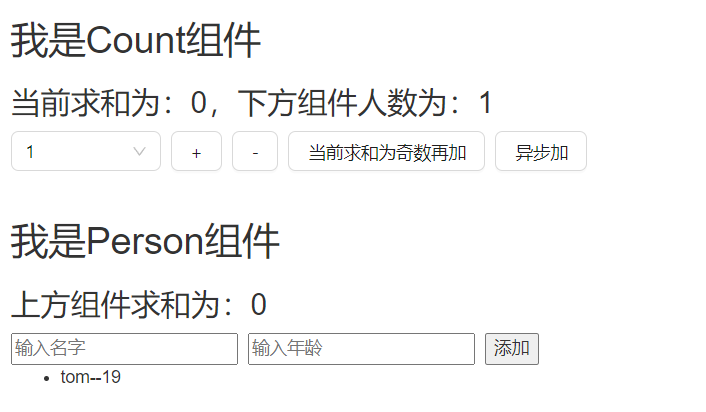 我是Count组件
当前求和为：0，下方组件人数为：1
1 + - 当前求和为奇数再加 异步加
我是Person组件
上方组件求和为：0
输入名字 输入年龄 添加
• tom--19